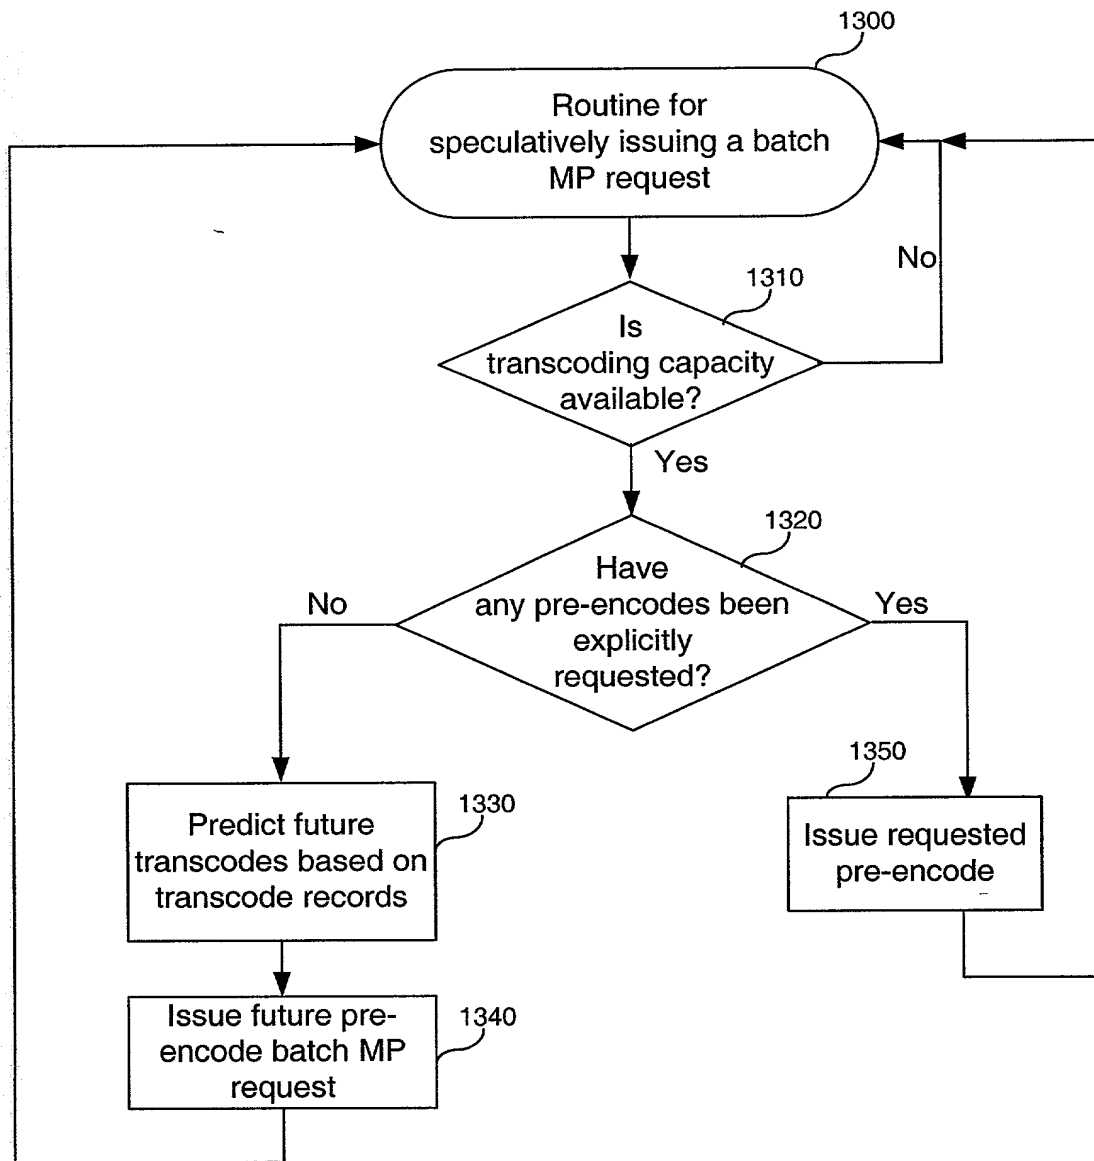 1300
Routine for
speculatively issuing a batch
MP request
No
1310
Is
transcoding capacity
available?
Yes
1320
Have
any pre-encodes been
explicitly
requested?
No
Yes
1330
Predict future
transcodes based on
transcode records
1350
Issue requested
pre-encode
1340
Issue future pre-
encode batch MP
request